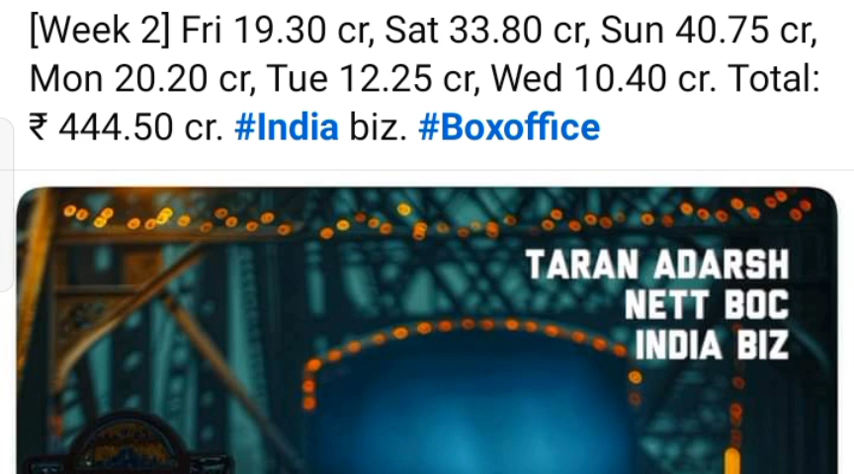 [Week 2] Fri 19.30 cr, Sat 33.80 cr, Sun 40.75 cr,
Mon 20.20 cr, Tue 12.25 cr, Wed 10.40 cr. Total:
₹ 444.50 cr. #India biz. #Boxoffice
TARAN ADARSH
NETT BOC
INDIA BIZ